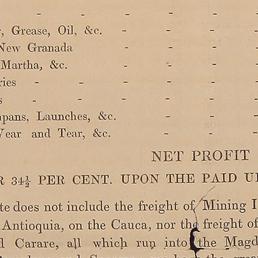 , Grease, Oil, &c. - - - -
New Granada - - - -
Martha, &c. - - - -
ries - - - - -
s - - - - -
pans, Launches, &c. - - -
Wear and Tear, &c. - - -
NET PROFIT
R 34½ PER CENT. UPON THE PAID U
te does not include the freight of Mining I
Antioquia, on the Cauca, nor the freight of
d Carare, all which run into the Magd